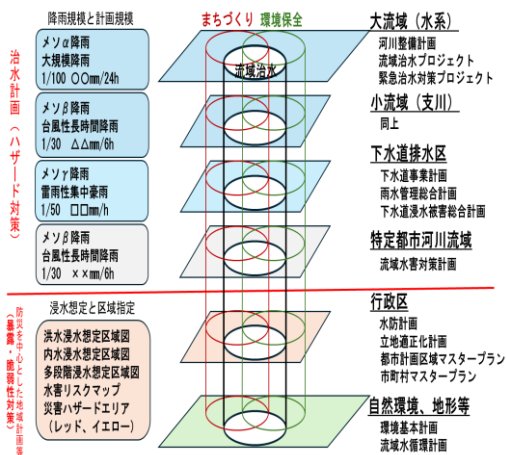 降雨規模と計画規模
まちづくり
環境保全
治水計画（ハザード対策）
メソα降雨
大規模降雨
1/100 〇〇㎜/24h
メソβ降雨
台風性長時間降雨
1/30 △△㎜/6h
メソγ降雨
雷雨性集中豪雨
1/50 □□㎜/h
メソβ降雨
台風性長時間降雨
1/30 ××㎜/6h
流域治水
大流域（水系）
河川整備計画
流域治水プロジェクト
緊急治水対策プロジェクト
小流域（支川）
同上
下水道排水区
下水道事業計画
雨水管理総合計画
下水道浸水被害総合計画
特定都市河川流域
流域水害対策計画
防災を中心とした地域計画等
（暴露・脆弱性対策）
浸水想定と区域指定
洪水浸水想定区域図
内水浸水想定区域図
多段階浸水想定区域図
水害リスクマップ
災害ハザードエリア
（レッド、イエロー）
行政区
水防計画
立地適正化計画
都市計画区域マスタープラン
市町村マスタープラン
自然環境、地形等
環境基本計画
流域水循環計画